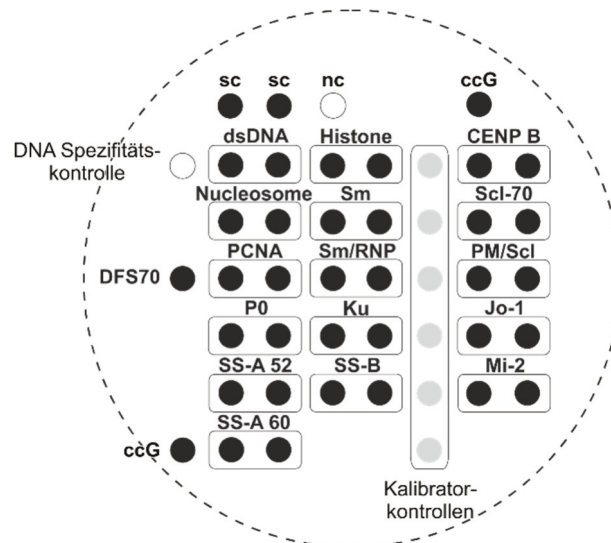 sc sc nc ccG
DNA Spezifitäts-
kontrolle
dsDNA Histone CENP B
Nucleosome Sm Scl-70
DFS70 PCNA Sm/RNP PM/Scl
P0 Ku Jo-1
SS-A 52 SS-B Mi-2
ccG SS-A 60
Kalibrator-
kontrollen